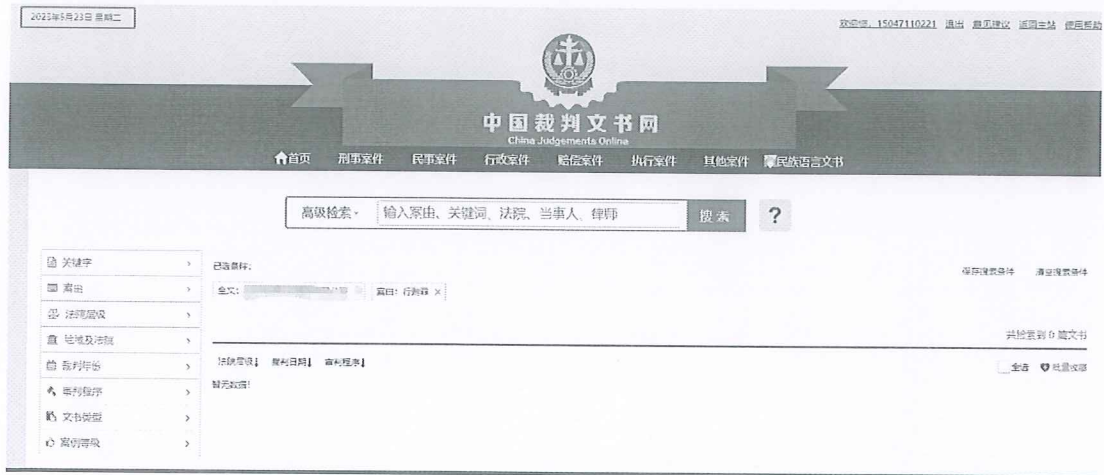 2023年5月23日 星期二
欢迎您，15047110221 退出 意见建议 返回主站 使用帮助
中国裁判文书网
China Judgements Online
首页 刑事案件 民事案件 行政案件 赔偿案件 执行案件 其他案件 民族语言文书
高级检索 输入案由、关键词、法院、当事人、律师 搜索 ?
关键字
案由
法院层级
地域及法院
裁判年份
审判程序
文书类型
案例等级
已选条件：
保存搜索条件 清空搜索条件
全文： 案由：行贿罪 ×
共检索到 0 篇文书
法院层级 裁判日期 审判程序
全选 批量收藏
暂无数据!